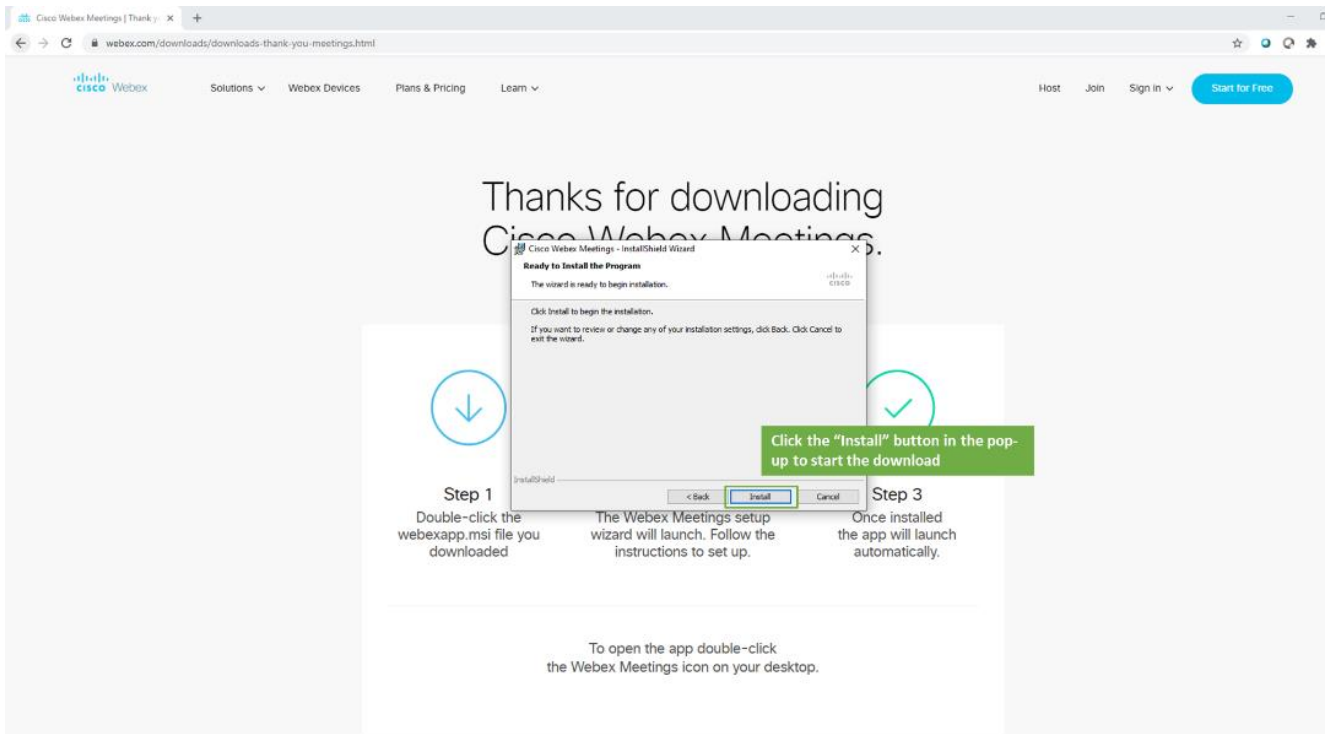 Cisco Webex Meetings | Thank y
webex.com/downloads/downloads-thank-you-meetings.html
cisco Webex
Solutions
Webex Devices
Plans & Pricing
Learn
Host
Join
Sign in
Start for Free
Thanks for downloading
Cisco Webex Meetings.
Cisco Webex Meetings - InstallShield Wizard
Ready to Install the Program
The wizard is ready to begin installation.
cisco
Click Install to begin the installation.
If you want to review or change any of your installation settings, click Back. Click Cancel to
exit the wizard.
Click the “Install” button in the pop-
up to start the download
InstallShield
< Back
Install
Cancel
Step 1
Double-click the
webexapp.msi file you
downloaded
The Webex Meetings setup
wizard will launch. Follow the
instructions to set up.
Step 3
Once installed
the app will launch
automatically.
To open the app double-click
the Webex Meetings icon on your desktop.